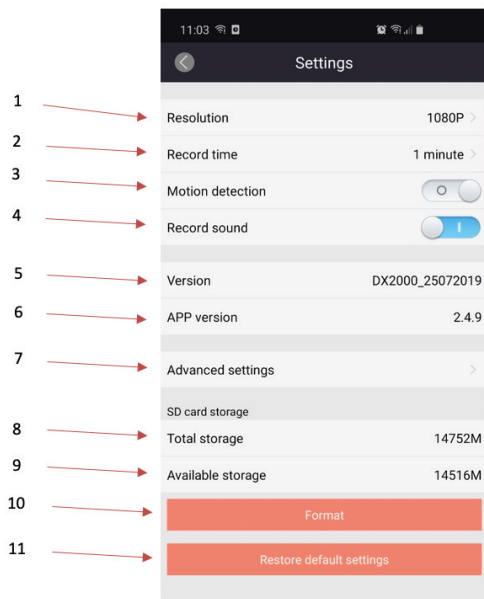 11:03
Settings
1 Resolution 1080P
2 Record time 1 minute
3 Motion detection
4 Record sound
5 Version DX2000_25072019
6 APP version 2.4.9
7 Advanced settings
SD card storage
8 Total storage 14752M
9 Available storage 14516M
10 Format
11 Restore default settings